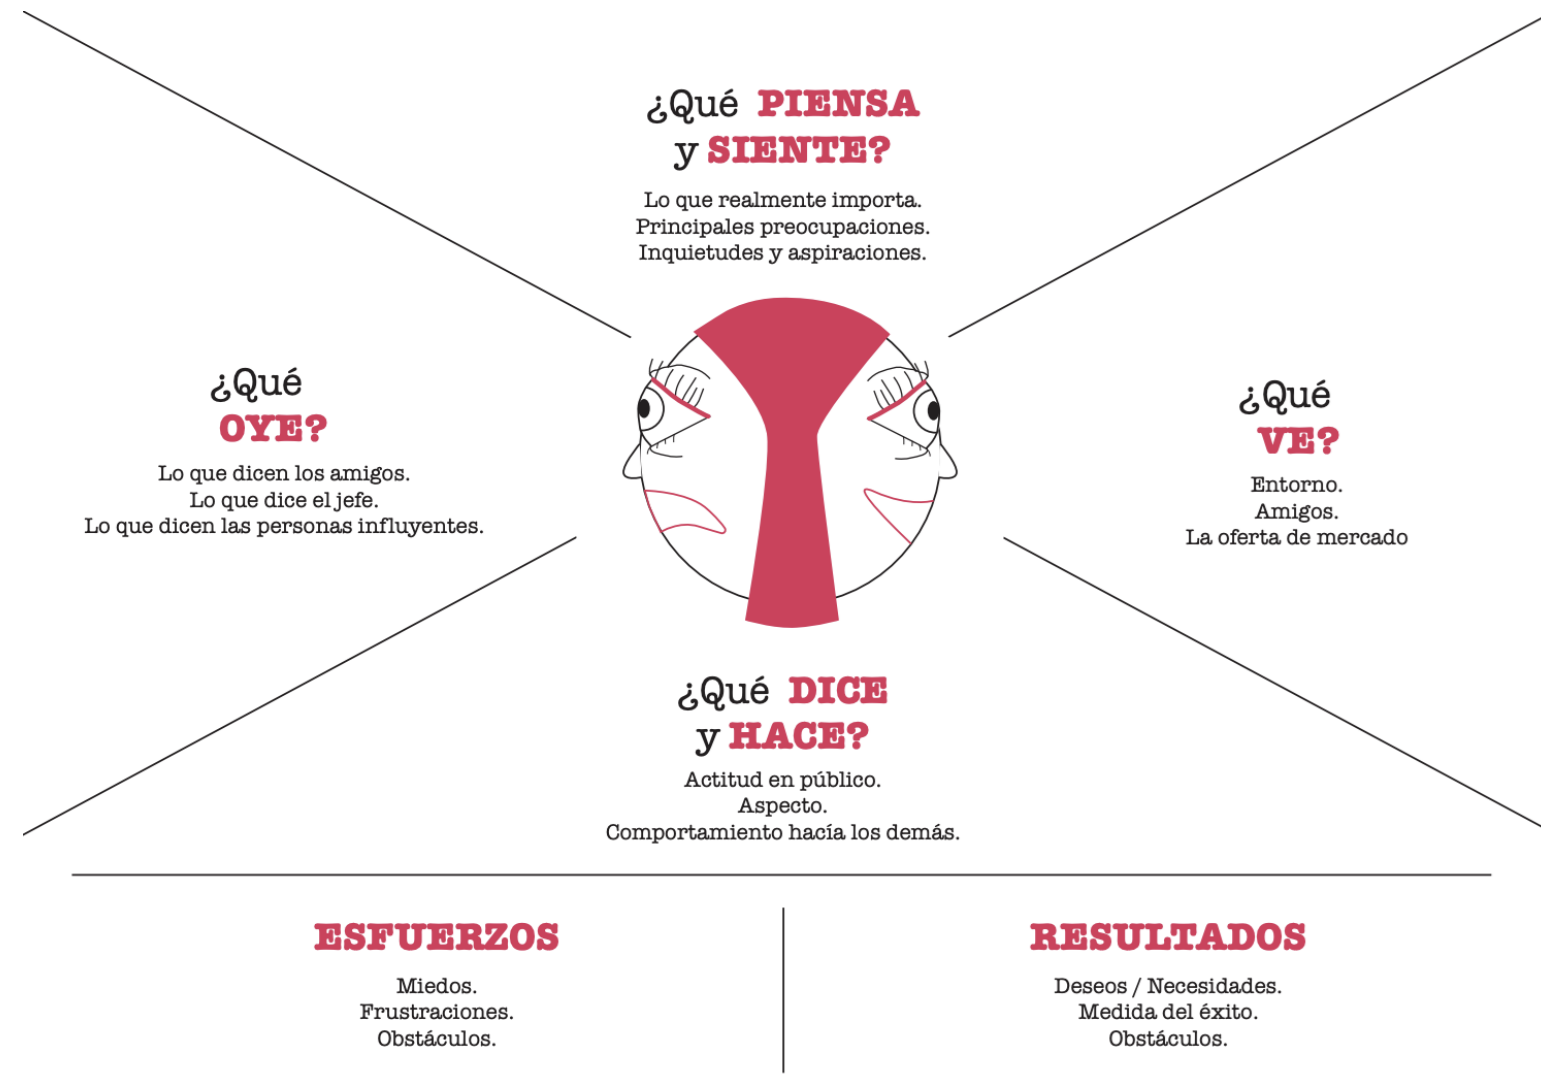 ¿Qué PIENSA
y SIENTE?
Lo que realmente importa.
Principales preocupaciones.
Inquietudes y aspiraciones.
¿Qué
OYE?
Lo que dicen los amigos.
Lo que dice el jefe.
Lo que dicen las personas influyentes.
¿Qué
VE?
Entorno.
Amigos.
La oferta de mercado
¿Qué DICE
y HACE?
Actitud en público.
Aspecto.
Comportamiento hacía los demás.
ESFUERZOS
Miedos.
Frustraciones.
Obstáculos.
RESULTADOS
Deseos / Necesidades.
Medida del éxito.
Obstáculos.